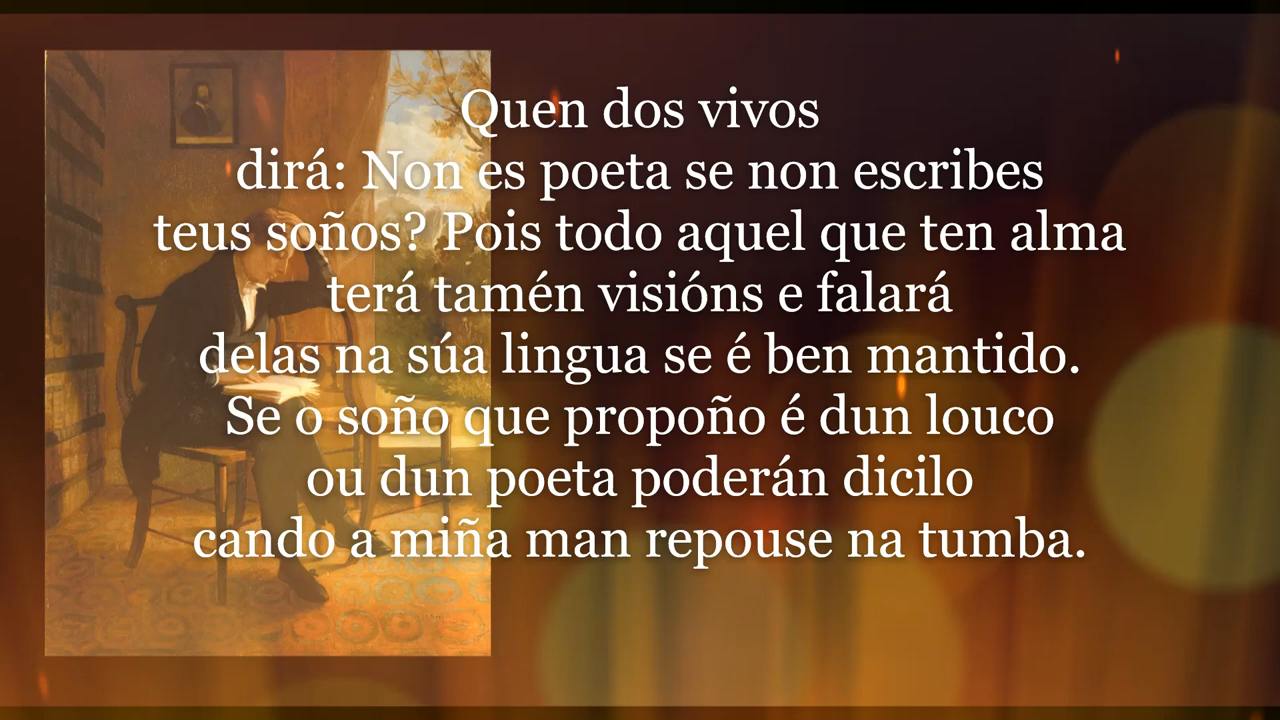 Quen dos vivos
dirá: Non es poeta se non escribes
teus soños? Pois todo aquel que ten alma
terá tamén visións e falará
delas na súa lingua se é ben mantido.
Se o soño que propoño é dun louco
ou dun poeta poderán dicilo
cando a miña man repouse na tumba.